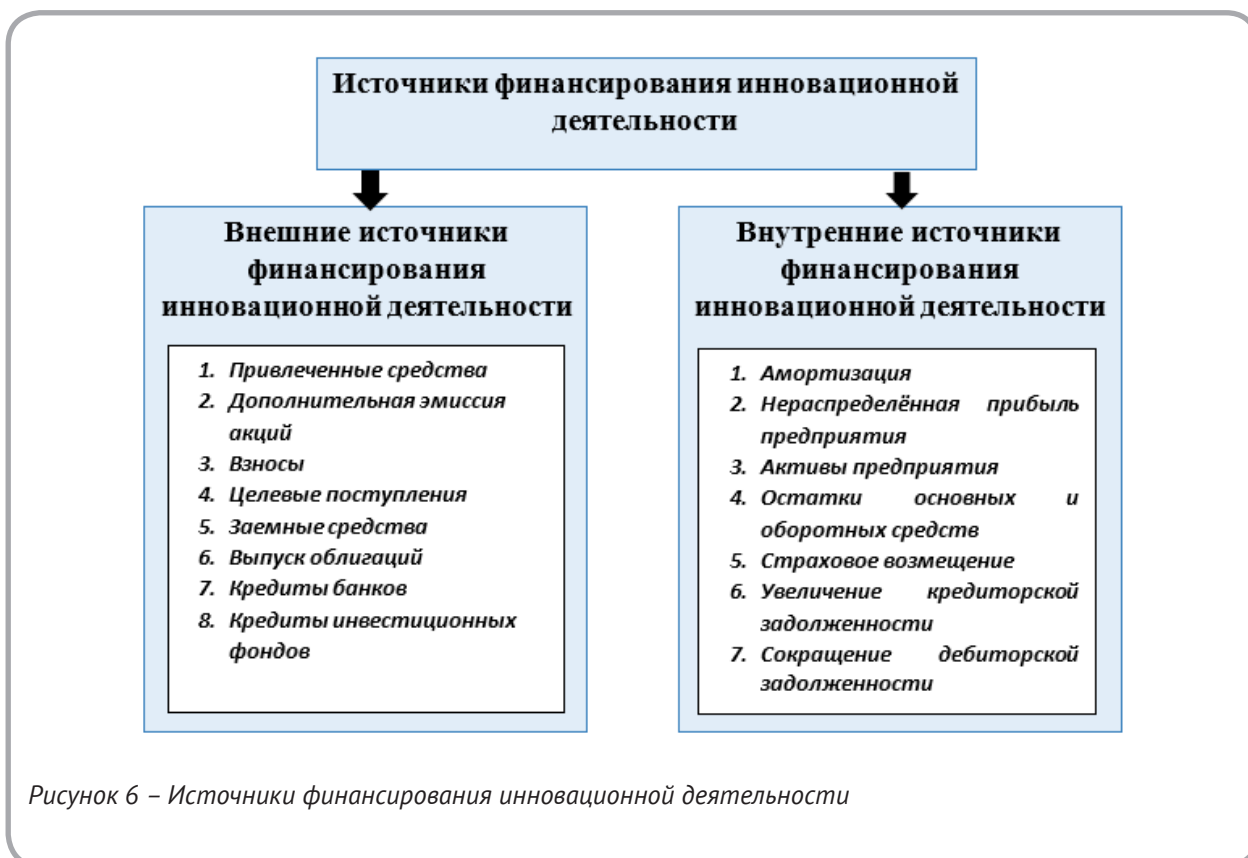 Источники финансирования инновационной
деятельности
Внешние источники
финансирования
инновационной деятельности
1. Привлеченные средства
2. Дополнительная эмиссия
акций
3. Взносы
4. Целевые поступления
5. Заемные средства
6. Выпуск облигаций
7. Кредиты банков
8. Кредиты инвестиционных
фондов
Внутренние источники
финансирования
инновационной деятельности
1. Амортизация
2. Нераспределённая прибыль
предприятия
3. Активы предприятия
4. Остатки основных и
оборотных средств
5. Страховое возмещение
6. Увеличение кредиторской
задолженности
7. Сокращение дебиторской
задолженности
Рисунок 6 – Источники финансирования инновационной деятельности